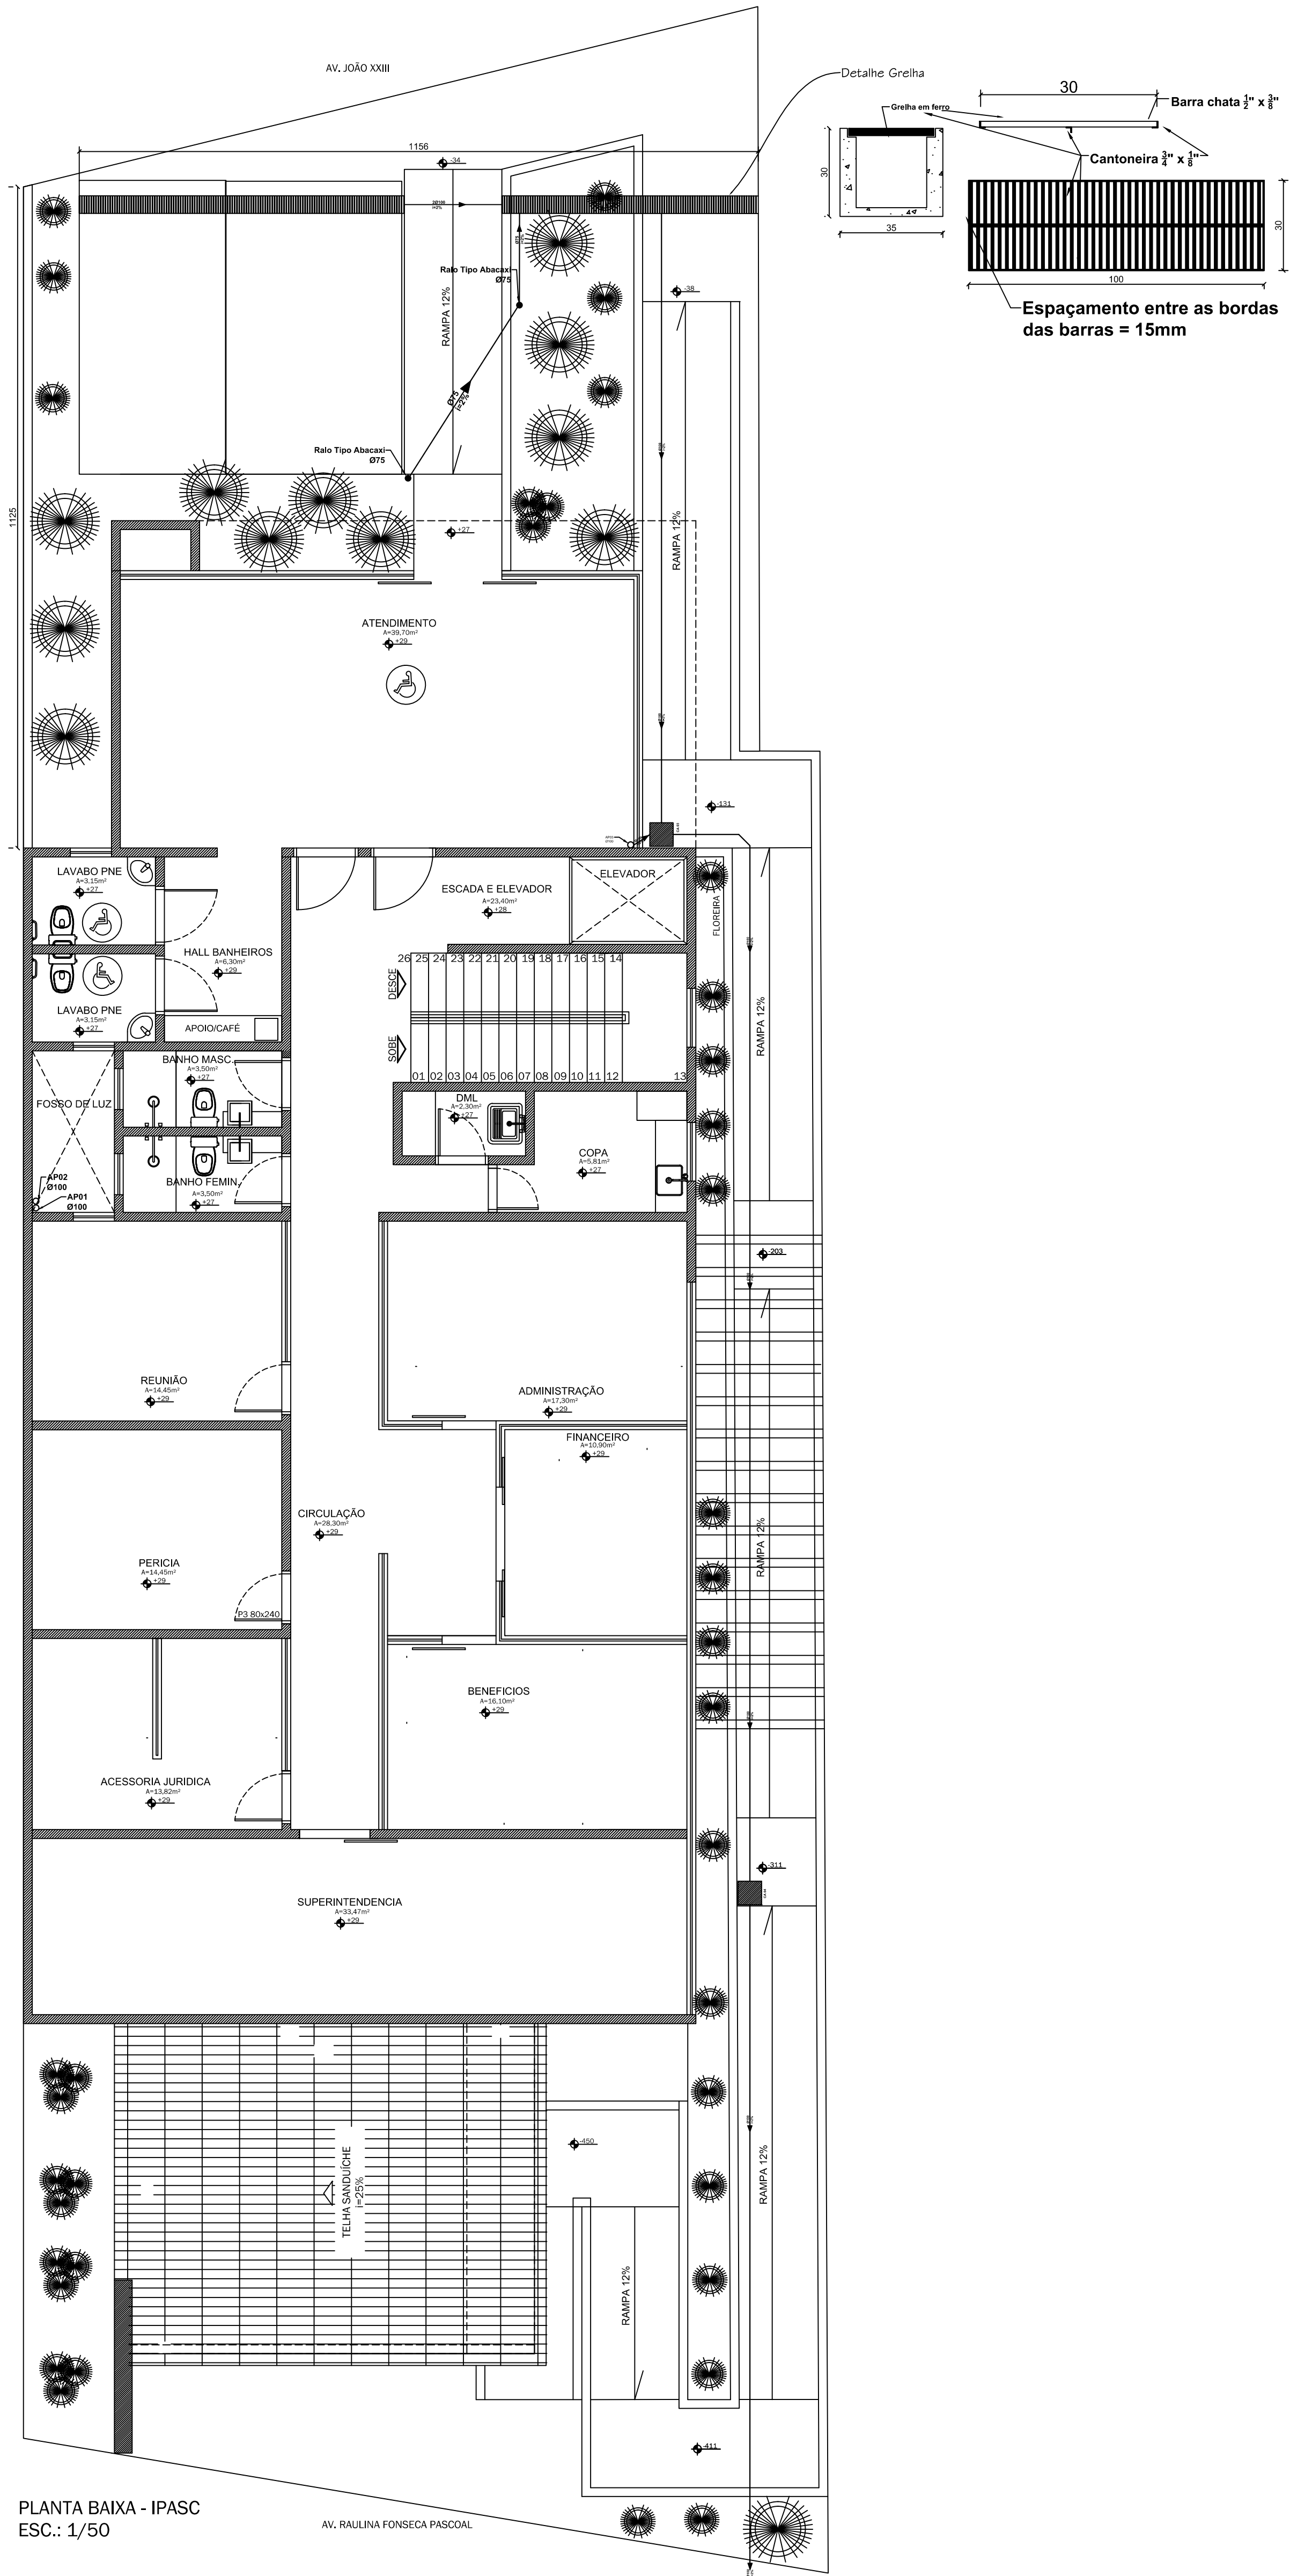 AV. JOÃO XXIII
Detalhe Grelha
30
Barra chata 1/2" x 3/8"
Grelha em ferro
Cantoneira 3/4" x 1/8"
30
35
30
100
Espaçamento entre as bordas
das barras = 15mm
1156
-34
2Ø100
Ralo Tipo Abacaxi
Ø75
RAMPA 12%
-38
Ø75
i=2%
Ralo Tipo Abacaxi
Ø75
1125
+27
RAMPA 12%
ATENDIMENTO
A=39,70m²
+29
-131
LAVABO PNE
A=3,15m²
+27
ESCADA E ELEVADOR
A=23,40m²
+28
ELEVADOR
FLOREIRA
HALL BANHEIROS
A=6,30m²
+29
26 25 24 23 22 21 20 19 18 17 16 15 14
DESCE
LAVABO PNE
A=3,15m²
+27
APOIO/CAFÉ
RAMPA 12%
SOBE
01 02 03 04 05 06 07 08 09 10 11 12 13
BANHO MASC.
A=3,50m²
+27
FOSSO DE LUZ
DML
A=2,30m²
+27
COPA
A=5.81m²
+27
BANHO FEMIN.
A=3,50m²
+27
AP02
Ø100
AP01
Ø100
-203
REUNIÃO
A=14,45m²
+29
ADMINISTRAÇÃO
A=17,30m²
+29
FINANCEIRO
A=10,90m²
+29
CIRCULAÇÃO
A=28,30m²
+29
RAMPA 12%
PERICIA
A=14,45m²
+29
P3 80x240
BENEFICIOS
A=16,10m²
+29
ACESSORIA JURIDICA
A=13,82m²
+29
-311
SUPERINTENDENCIA
A=33,47m²
+29
-450
TELHA SANDUÍCHE
i=25%
RAMPA 12%
RAMPA 12%
-411
PLANTA BAIXA - IPASC
ESC.: 1/50
AV. RAULINA FONSECA PASCOAL